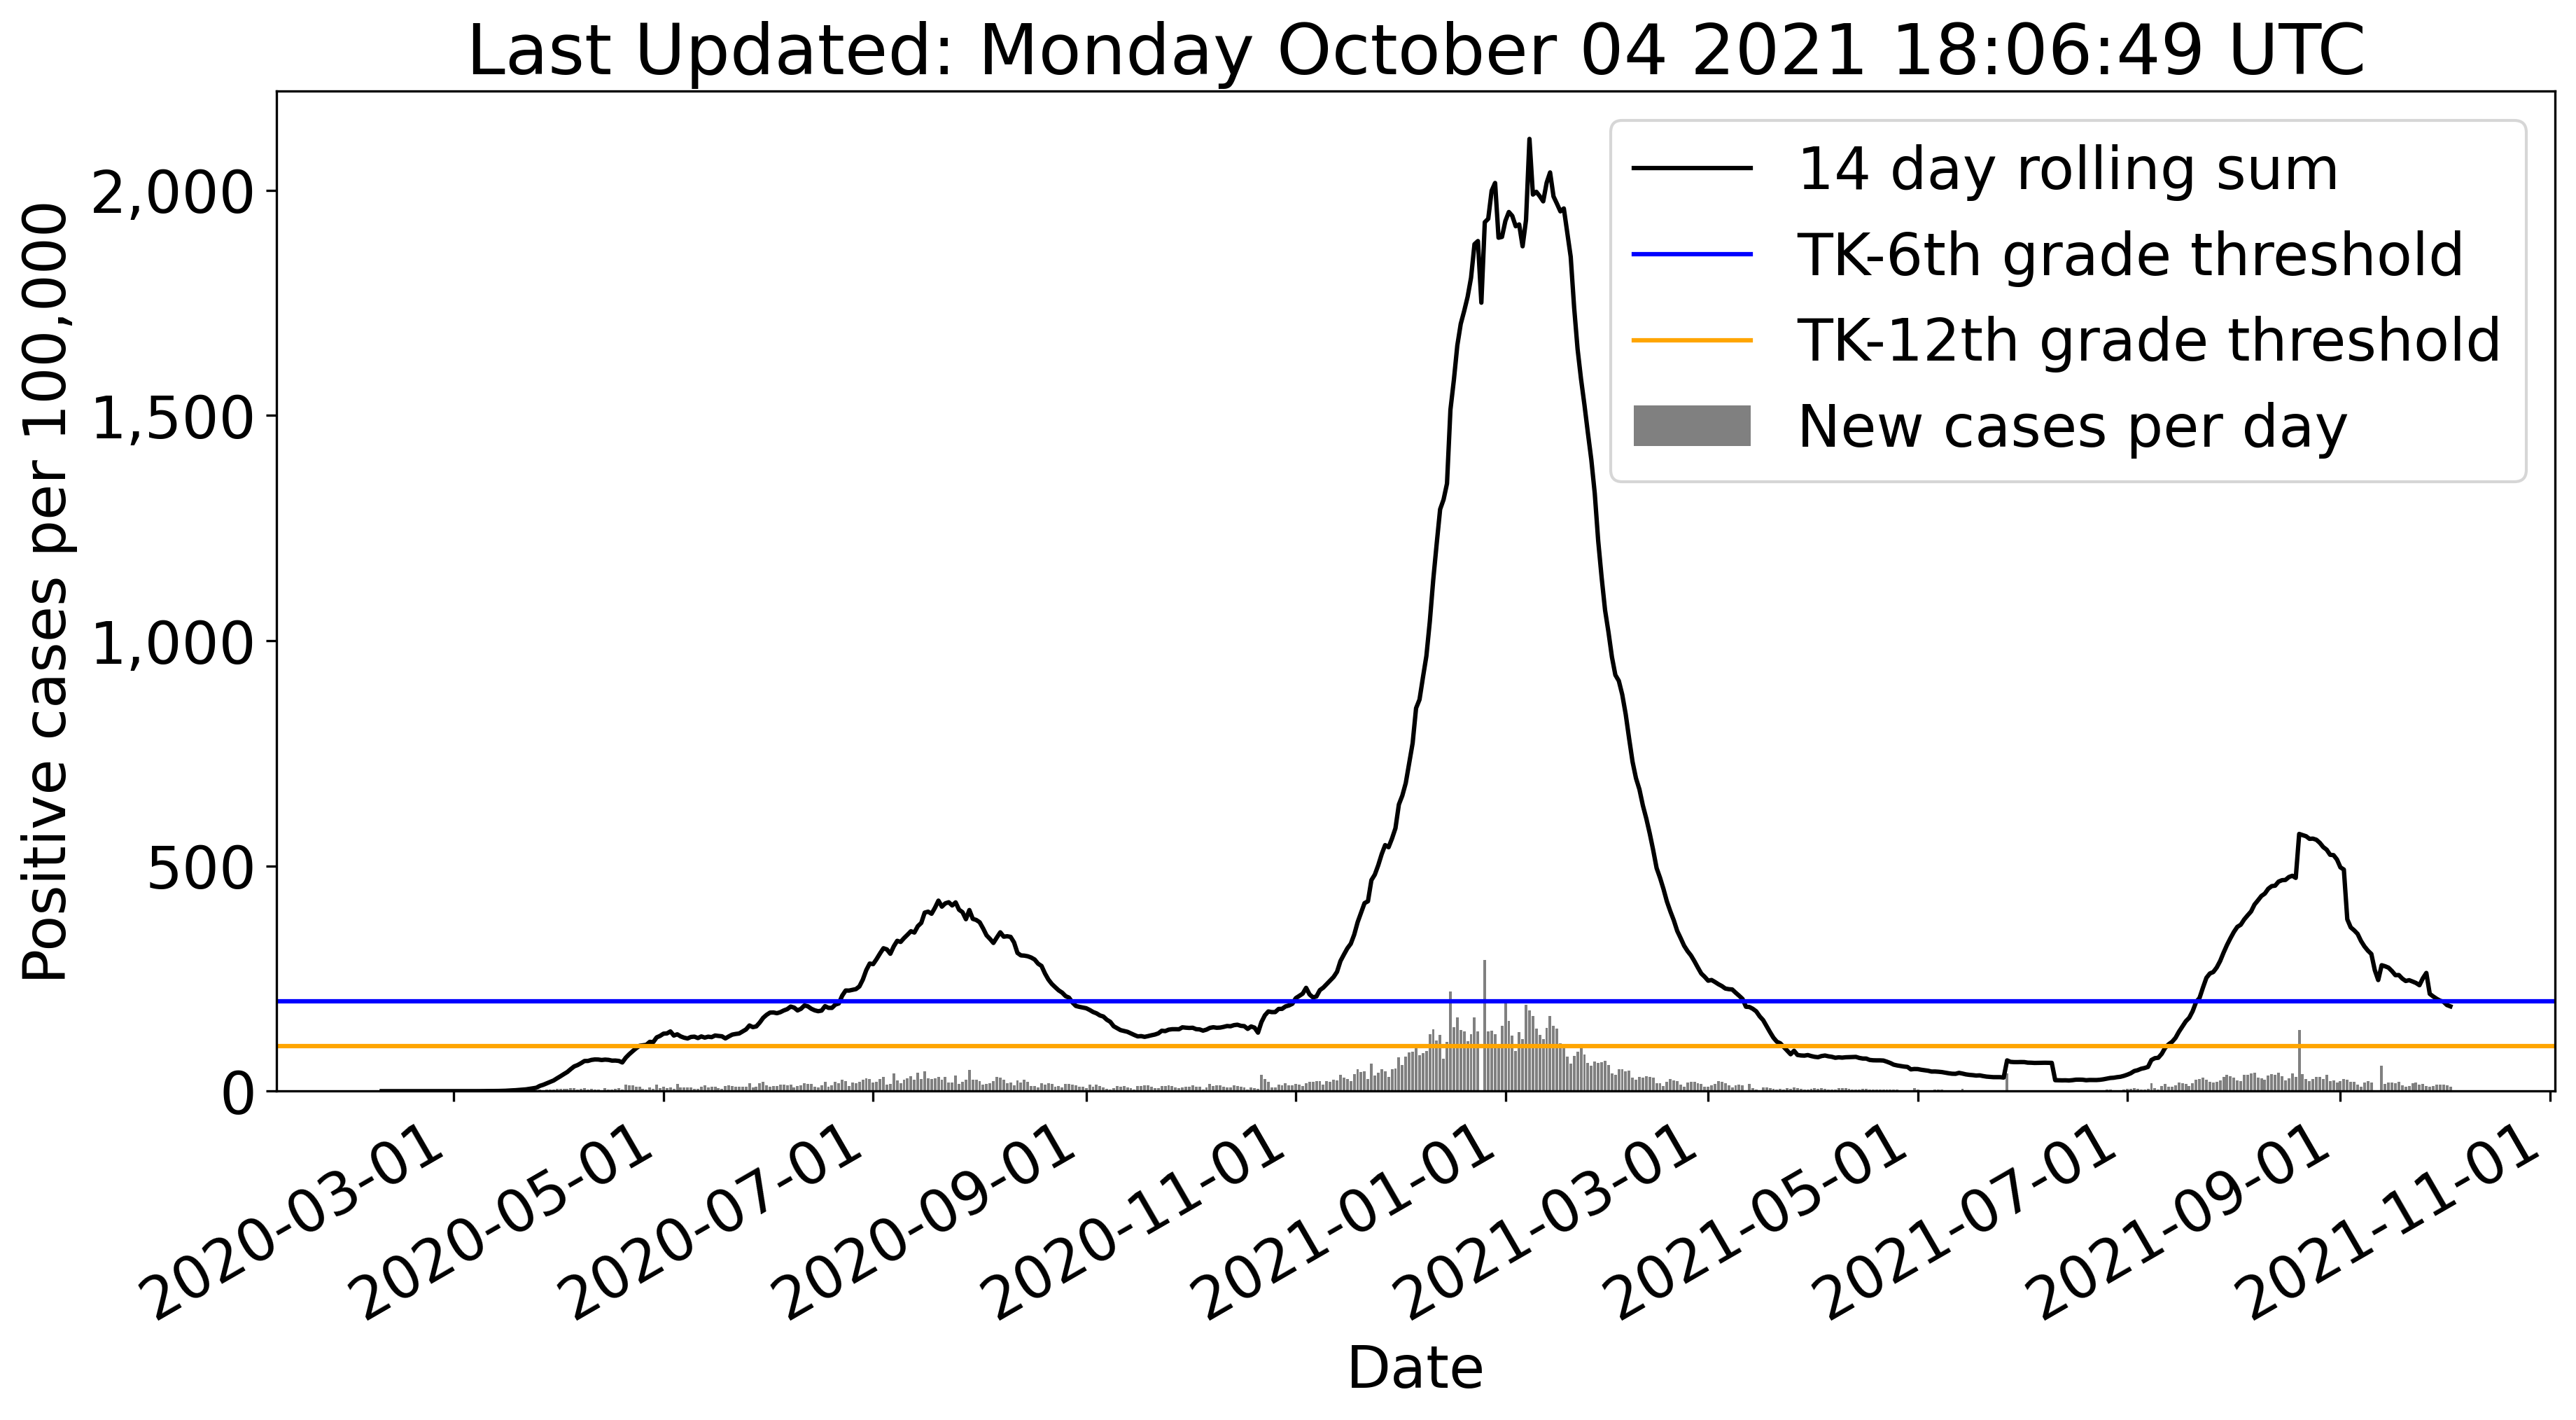 Last Updated: Monday October 04 2021 18:06:49 UTC
Positive cases per 100,000
2,000
1,500
1,000
500
0
14 day rolling sum
TK-6th grade threshold
TK-12th grade threshold
New cases per day
2020-03-01
2020-05-01
2020-07-01
2020-09-01
2020-11-01
2021-01-01
2021-03-01
2021-05-01
2021-07-01
2021-09-01
2021-11-01
Date